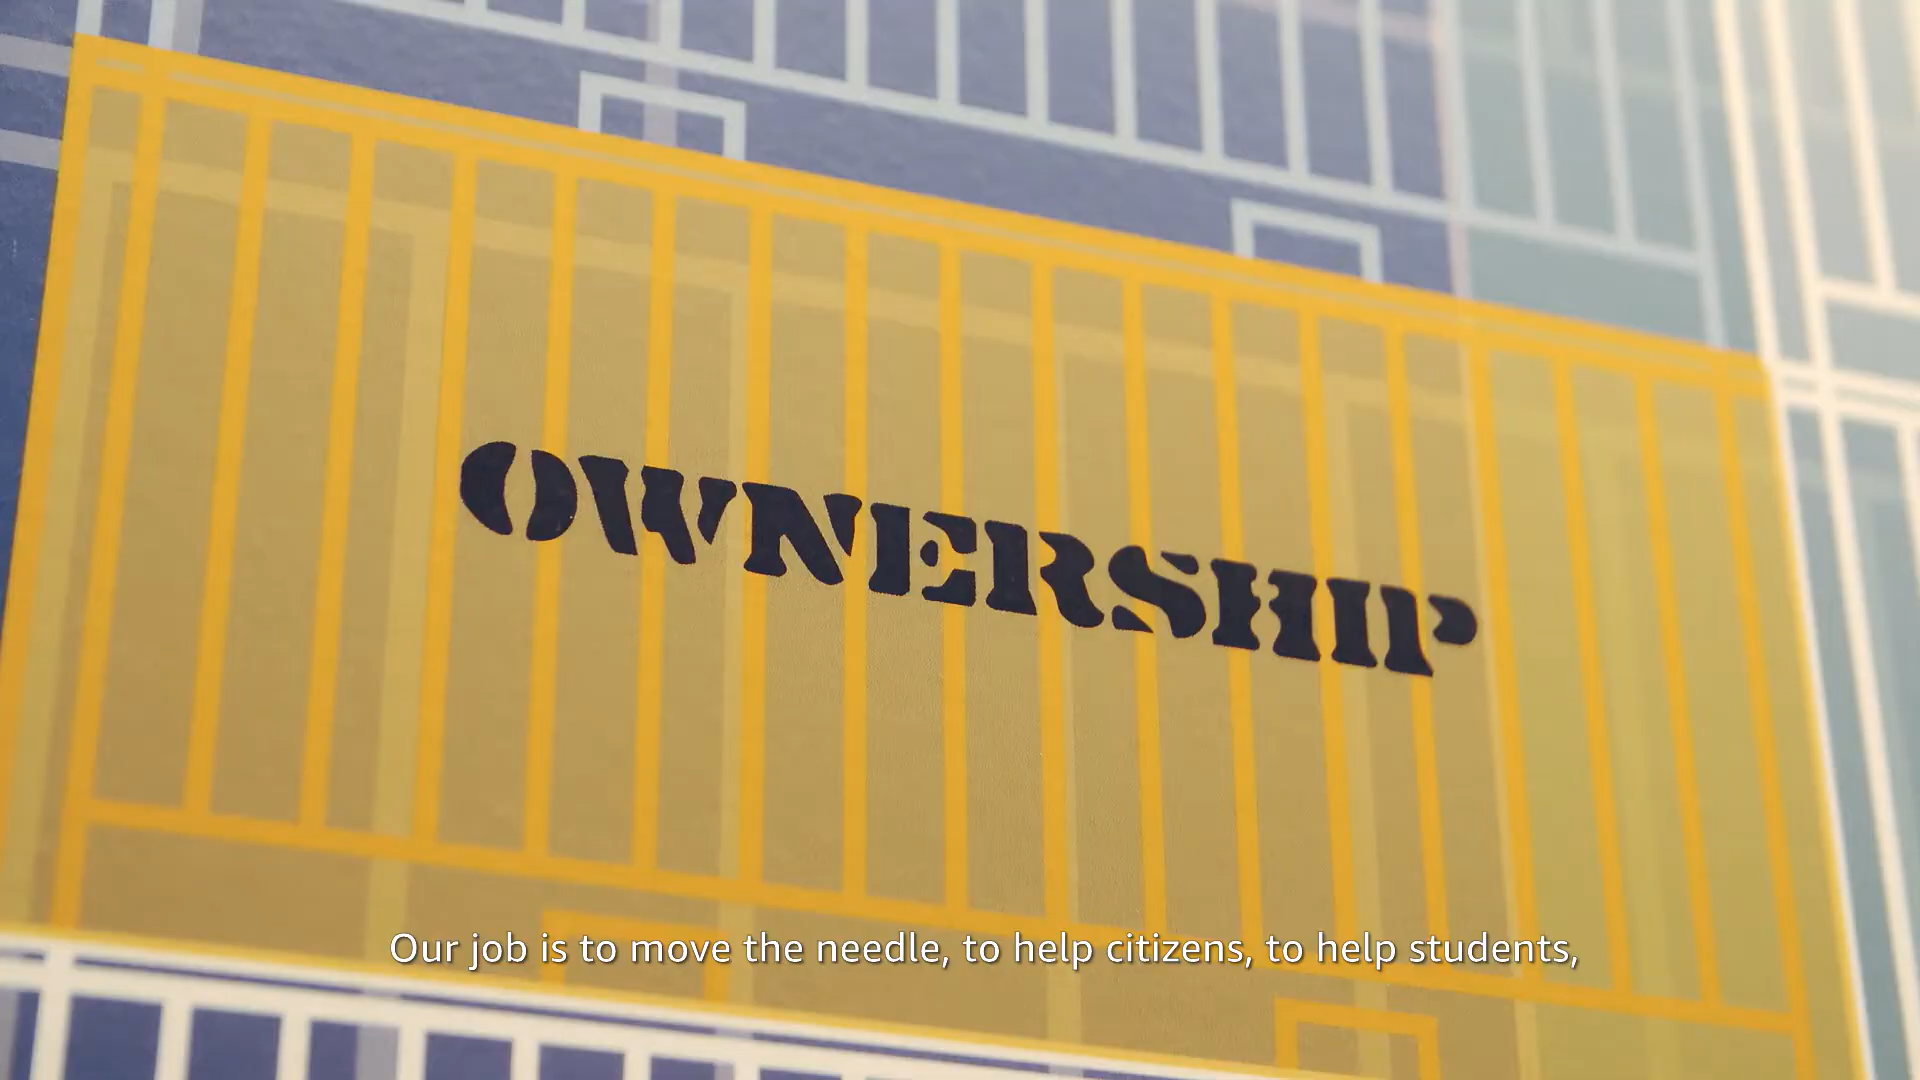 OWNERSHIP
Our job is to move the needle, to help citizens, to help students,